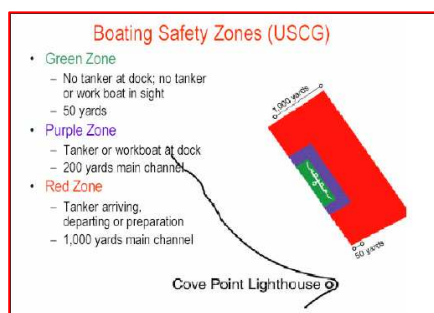 Boating Safety Zones (USCG)
• Green Zone
– No tanker at dock; no tanker
or work boat in sight
– 50 yards
• Purple Zone
– Tanker or workboat at dock
– 200 yards main channel
• Red Zone
– Tanker arriving,
departing or preparation
– 1,000 yards main channel
1,000 yards
50 yards
Cove Point Lighthouse